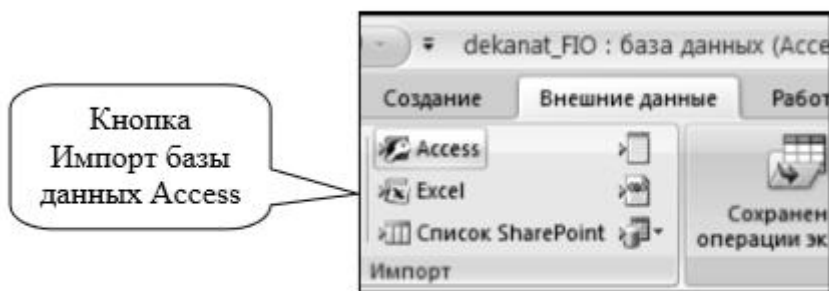 dekanat_FIO : база данных (Acce
Создание Внешние данные Работ
Кнопка
Импорт базы
данных Access
Access
Excel
Список SharePoint
Сохранен
операции эк
Импорт